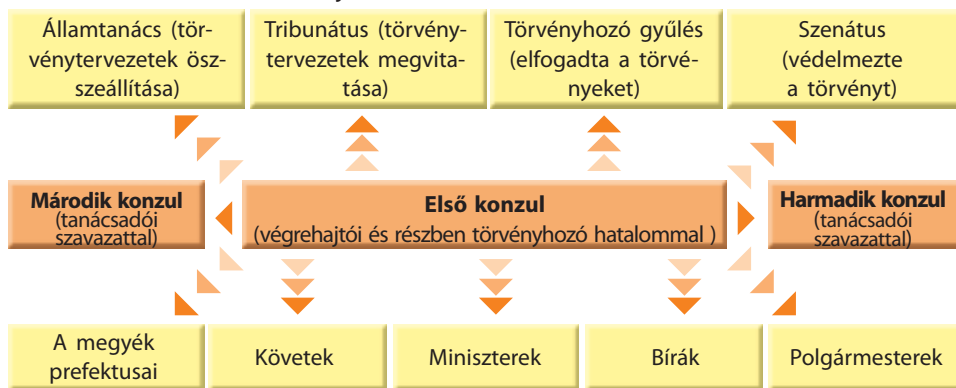 Államtanács (tör-
vénytervezetek ösz-
szeállítása)
Tribunátus (törvény-
tervezetek megvita-
tása)
Törvényhozó gyűlés
(elfogadta a törvé-
nyeket)
Szenátus
(védelmezte
a törvényt)
Márodik konzul
(tanácsadói
szavazattal)
Első konzul
(végrehajtói és részben törvényhozó hatalommal )
Harmadik konzul
(tanácsadói
szavazattal)
A megyék
prefektusai
Követek
Miniszterek
Bírák
Polgármesterek